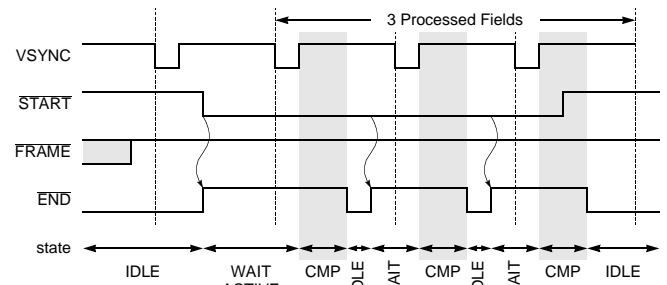 3 Processed Fields
VSYNC
START
FRAME
END
state
IDLE WAIT CMP CMP CMP IDLE